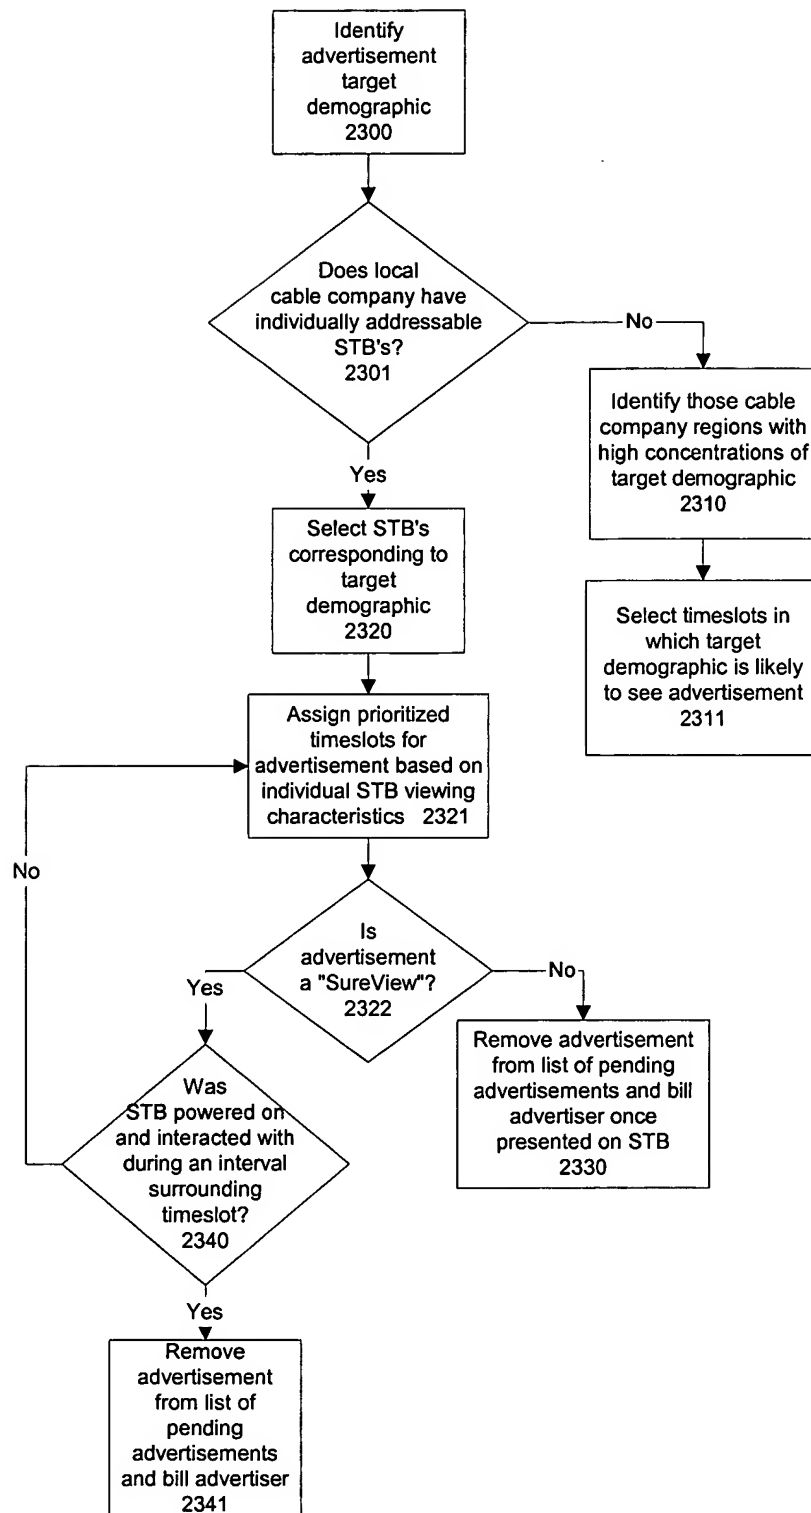 Identify
advertisement
target
demographic
2300
Does local
cable company have
individually addressable
STB's?
2301
No
Identify those cable
company regions with
high concentrations of
target demographic
2310
Yes
Select STB's
corresponding to
target
demographic
2320
Select timeslots in
which target
demographic is likely
to see advertisement
2311
Assign prioritized
timeslots for
advertisement based on
individual STB viewing
characteristics 2321
No
Is
advertisement
a "SureView"?
2322
Yes
No
Remove advertisement
from list of pending
advertisements and bill
advertiser once
presented on STB
2330
Was
STB powered on
and interacted with
during an interval
surrounding
timeslot?
2340
Yes
Remove
advertisement
from list of
pending
advertisements
and bill advertiser
2341